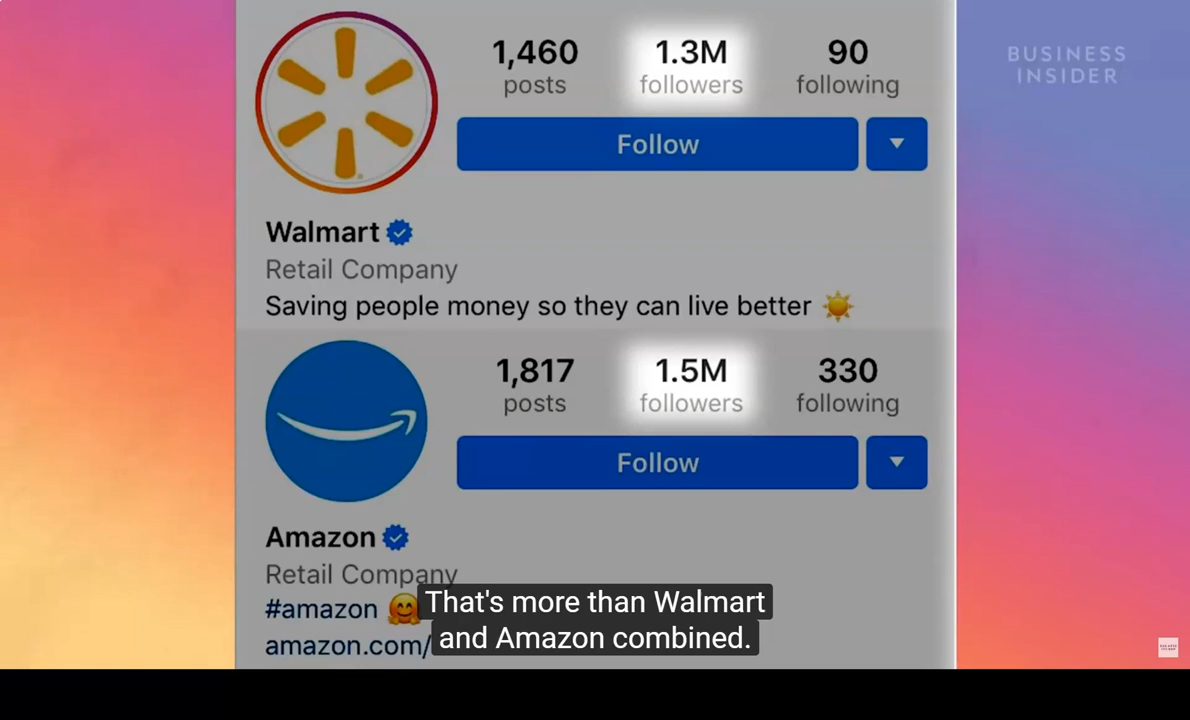 1,460 1.3M 90
posts followers following
Follow
Walmart
Retail Company
Saving people money so they can live better
1,817 1.5M 330
posts followers following
Follow
Amazon
Retail Company
#amazon
amazon.com/
That's more than Walmart
and Amazon combined.
BUSINESS
INSIDER